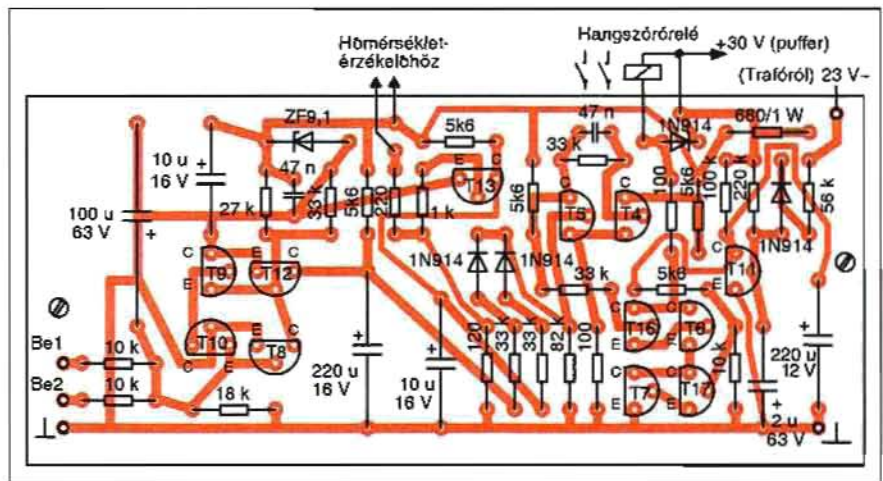 Hőmérséklet-
érzékelőhöz
Hangszórórelé
+30 V (puffer)
(Trafóról) 23 V~
ZF9,1
5k6
47 n
1N914
680/1 W
10 u
16 V
47 n
33 k
E
C
T13
100 u
63 V
27 k
33 k
5k6
220
1 k
5k6
C
T5
T4
C
100
5k6
100 k
220 k
1N914
56 k
C
T9
E
E
T12
C
1N914
1N914
33 k
5k6
C
T11
E
Be1
10 k
T10
C
E
E
C
T8
E
220 u
16 V
10 u
16 V
120
33 k
33 k
82 k
100
C
T16
E
T6
C
E
10 k
220 u
12 V
Be2
10 k
18 k
C
T7
E
T17
C
E
2 u
63 V